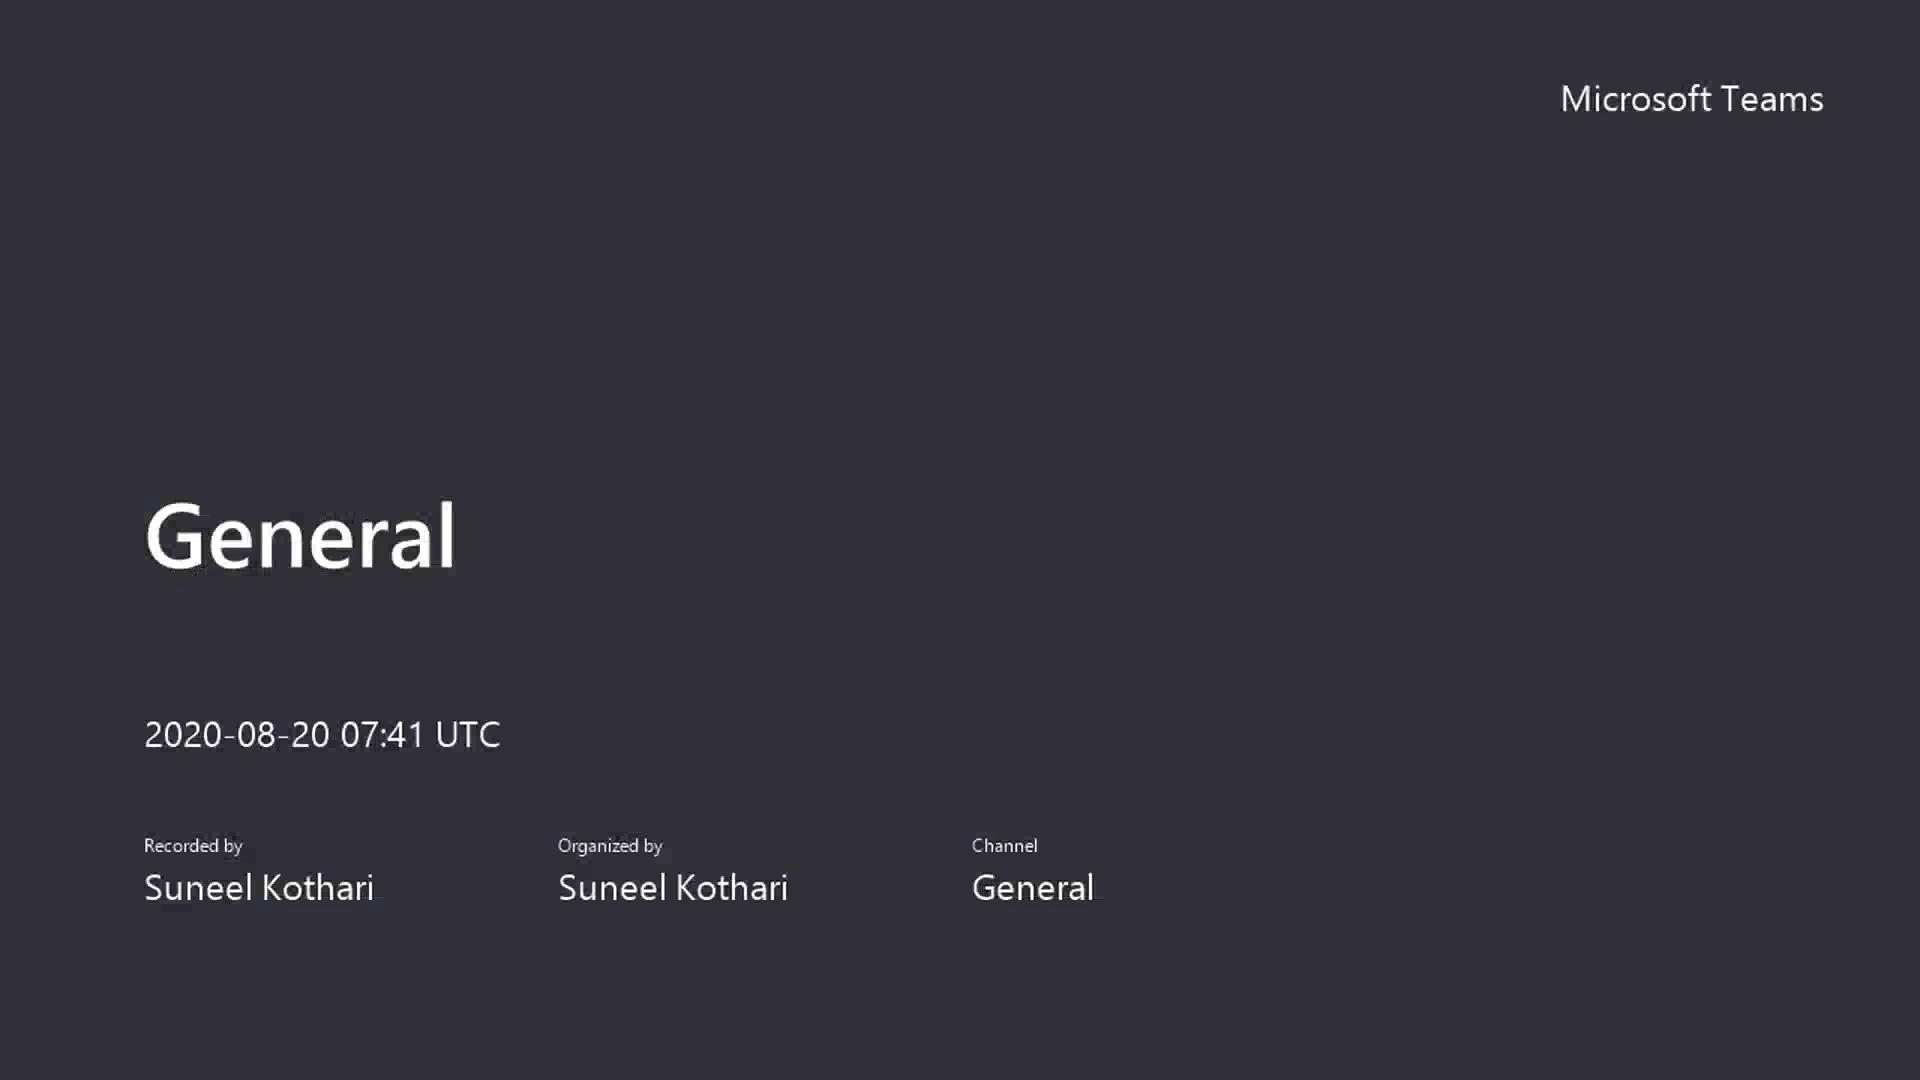 Microsoft Teams
General
2020-08-20 07:41 UTC
Recorded by
Suneel Kothari
Organized by
Suneel Kothari
Channel
General